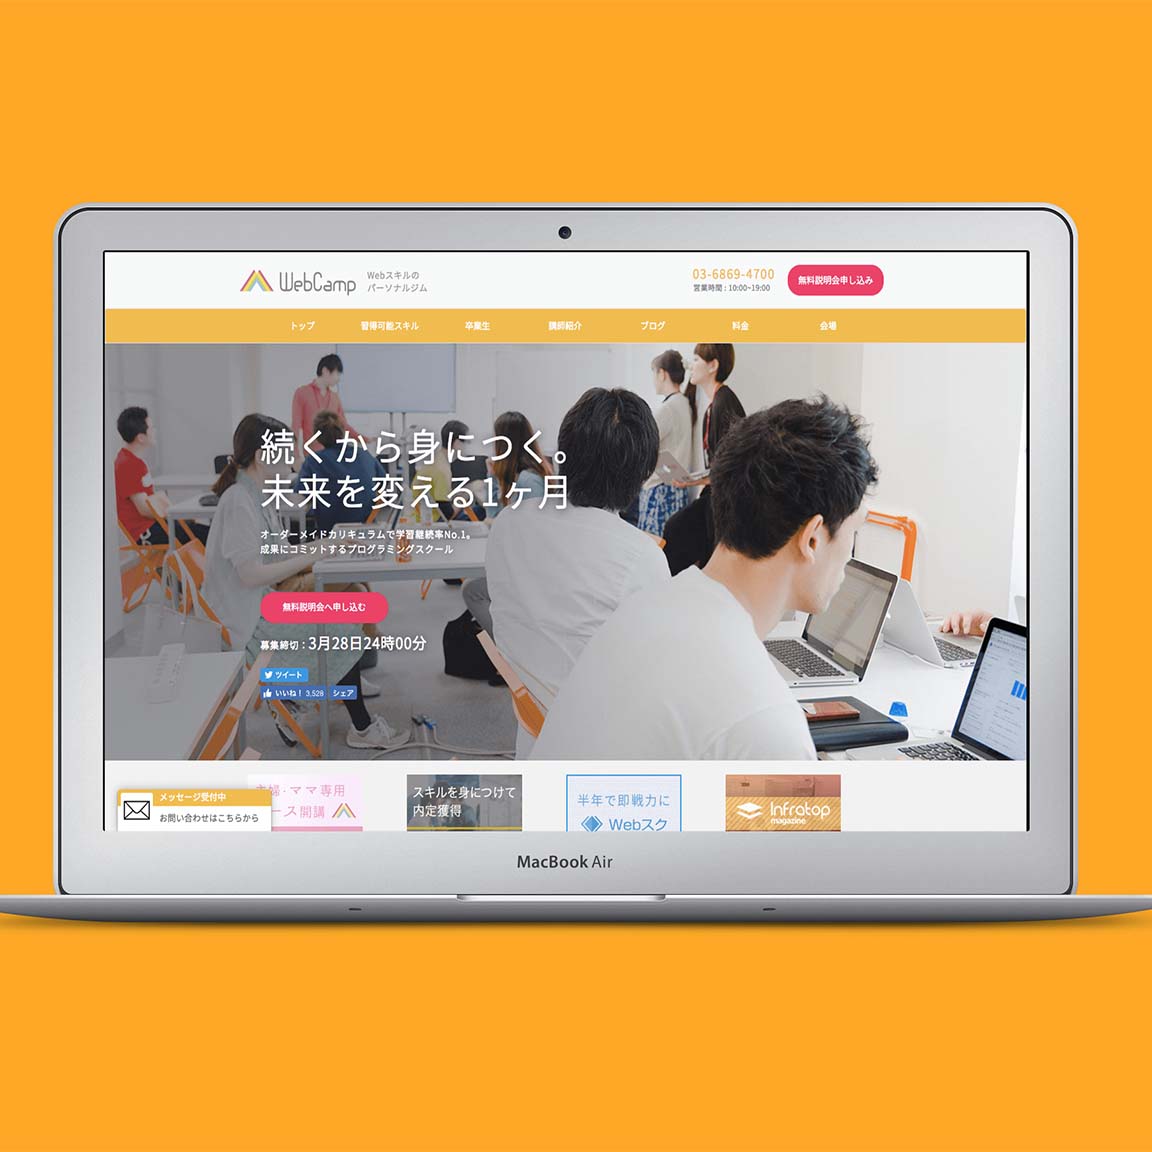 WebCamp
Webスキルの
パーソナルジム
03-6869-4700
営業時間 : 10:00~19:00
無料説明会申し込み
トップ 習得可能スキル 卒業生 講師紹介 ブログ 料金 会場
続くから身につく。
未来を変える1ヶ月
オーダーメイドカリキュラムで学習継続率No.1。
成果にコミットするプログラミングスクール
無料説明会へ申し込む
募集締切 : 3月28日24時00分
ツイート
いいね！ 3,528 シェア
婦・ママ専用
ース開講
スキルを身につけて
内定獲得
半年で即戦力に
Webスク
Infratop
magazine
メッセージ受付中
お問い合わせはこちらから
MacBook Air